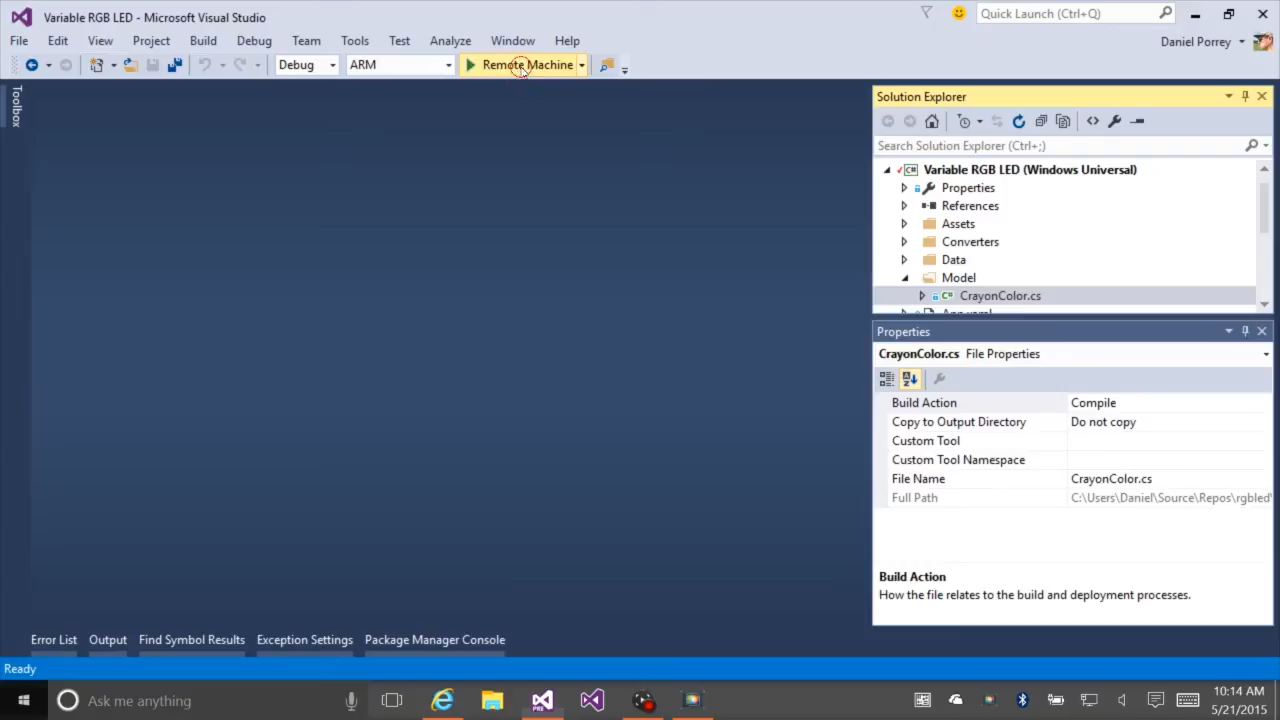 Variable RGB LED - Microsoft Visual Studio
Quick Launch (Ctrl+Q)
File Edit View Project Build Debug Team Tools Test Analyze Window Help
Daniel Porrey
Debug ARM Remote Machine
Toolbox
Solution Explorer
Search Solution Explorer (Ctrl+;)
C# Variable RGB LED (Windows Universal)
Properties
References
Assets
Converters
Data
Model
C# CrayonColor.cs
App.xaml
Properties
CrayonColor.cs File Properties
Build Action Compile
Copy to Output Directory Do not copy
Custom Tool
Custom Tool Namespace
File Name CrayonColor.cs
Full Path C:\Users\Daniel\Source\Repos\rgbled\
Build Action
How the file relates to the build and deployment processes.
Error List Output Find Symbol Results Exception Settings Package Manager Console
Ready
Ask me anything
PRE
10:14 AM
5/21/2015